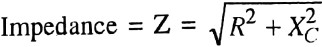 Impedance = Z = √(R² + X_C²)